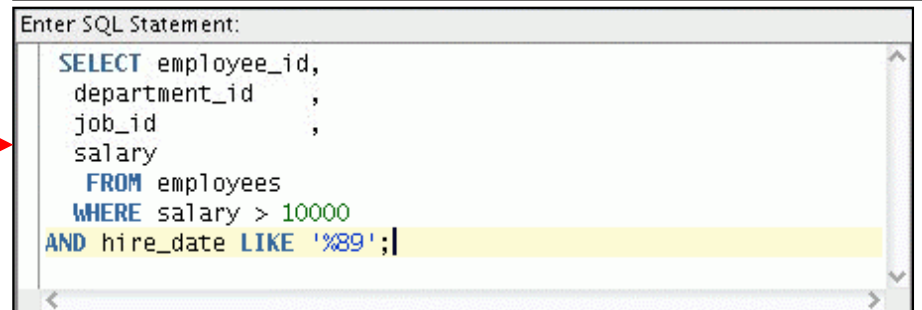 Enter SQL Statement:
SELECT employee_id,
department_id ,
job_id ,
salary
FROM employees
WHERE salary > 10000
AND hire_date LIKE '%89';